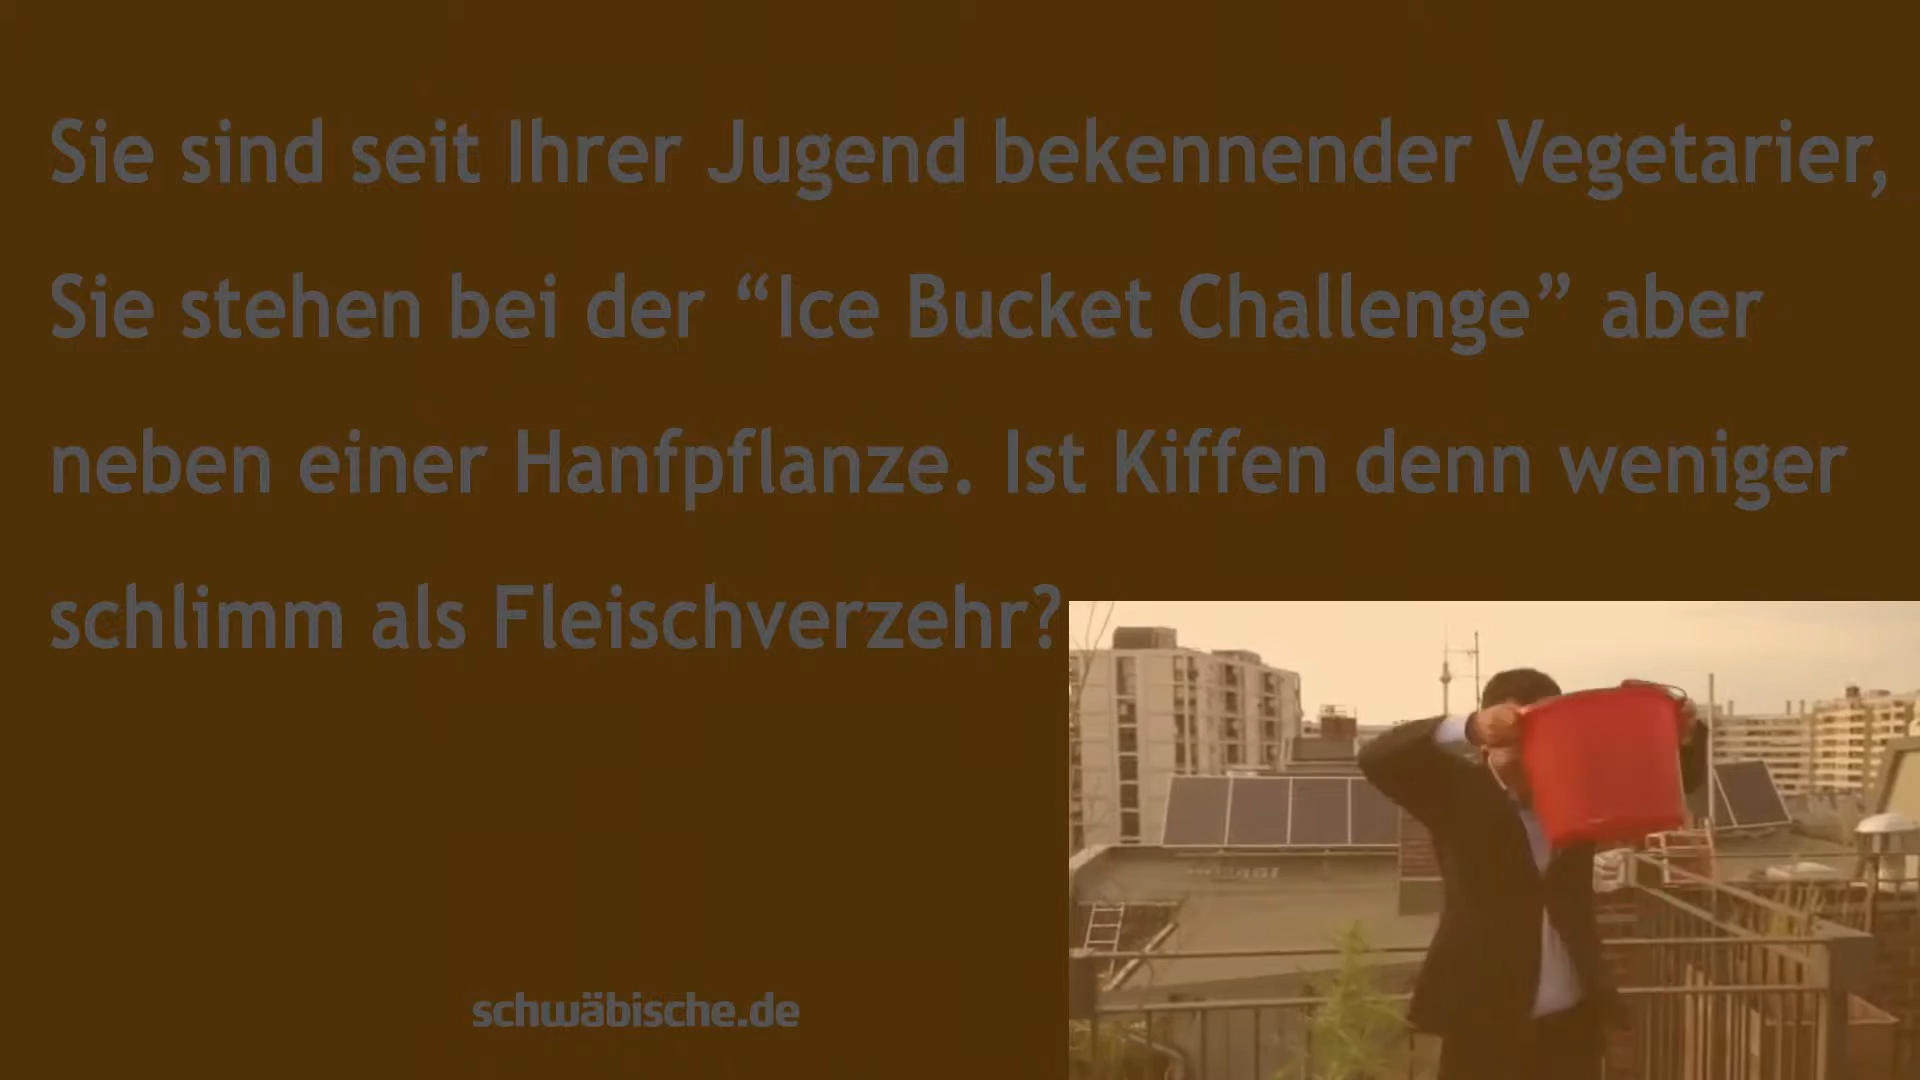 Sie sind seit Ihrer Jugend bekennender Vegetarier,
Sie stehen bei der “Ice Bucket Challenge” aber
neben einer Hanfpflanze. Ist Kiffen denn weniger
schlimm als Fleischverzehr?
schwäbische.de